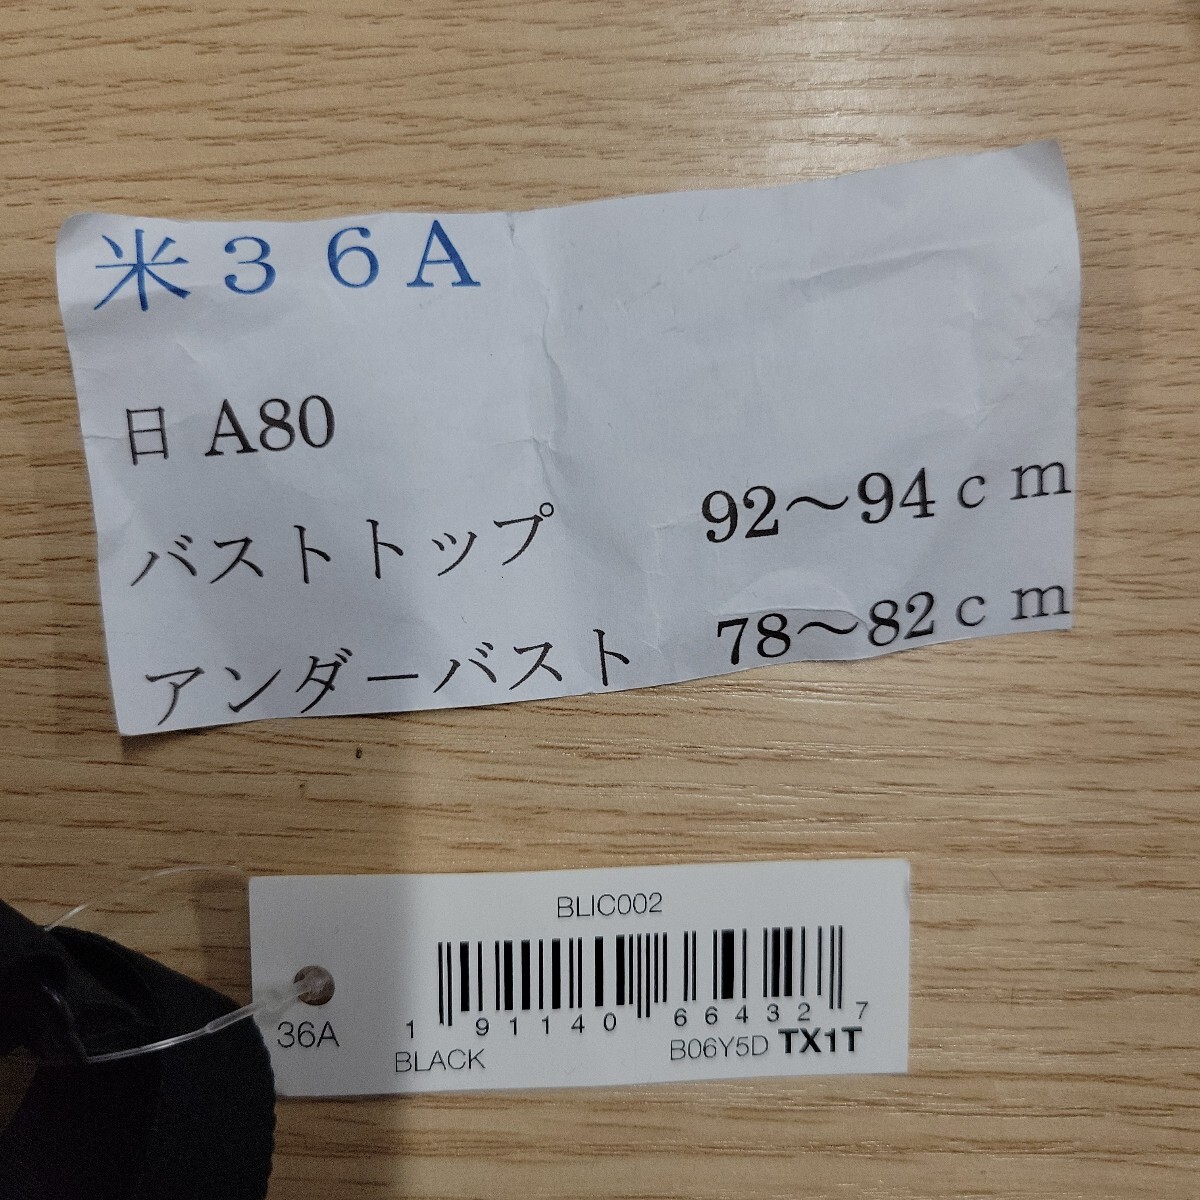 米３６Ａ
日 A80
バストトップ 92～94ｃｍ
アンダーバスト 78～82ｃｍ
BLIC002
36A
1 91140 66432 7
BLACK B06Y5D TX1T